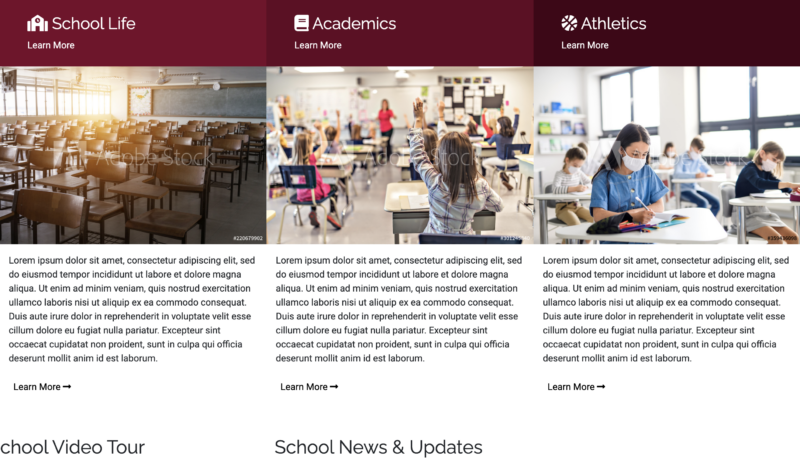 School Life
Learn More
Academics
Learn More
Athletics
Learn More
Adobe Stock
#220679902
Adobe Stock
Adobe Stock
Lorem ipsum dolor sit amet, consectetur adipiscing elit, sed
do eiusmod tempor incididunt ut labore et dolore magna
aliqua. Ut enim ad minim veniam, quis nostrud exercitation
ullamco laboris nisi ut aliquip ex ea commodo consequat.
Duis aute irure dolor in reprehenderit in voluptate velit esse
cillum dolore eu fugiat nulla pariatur. Excepteur sint
occaecat cupidatat non proident, sunt in culpa qui officia
deserunt mollit anim id est laborum.
Learn More
Lorem ipsum dolor sit amet, consectetur adipiscing elit, sed
do eiusmod tempor incididunt ut labore et dolore magna
aliqua. Ut enim ad minim veniam, quis nostrud exercitation
ullamco laboris nisi ut aliquip ex ea commodo consequat.
Duis aute irure dolor in reprehenderit in voluptate velit esse
cillum dolore eu fugiat nulla pariatur. Excepteur sint
occaecat cupidatat non proident, sunt in culpa qui officia
deserunt mollit anim id est laborum.
Learn More
Lorem ipsum dolor sit amet, consectetur adipiscing elit, sed
do eiusmod tempor incididunt ut labore et dolore magna
aliqua. Ut enim ad minim veniam, quis nostrud exercitation
ullamco laboris nisi ut aliquip ex ea commodo consequat.
Duis aute irure dolor in reprehenderit in voluptate velit esse
cillum dolore eu fugiat nulla pariatur. Excepteur sint
occaecat cupidatat non proident, sunt in culpa qui officia
deserunt mollit anim id est laborum.
Learn More
chool Video Tour
School News & Updates